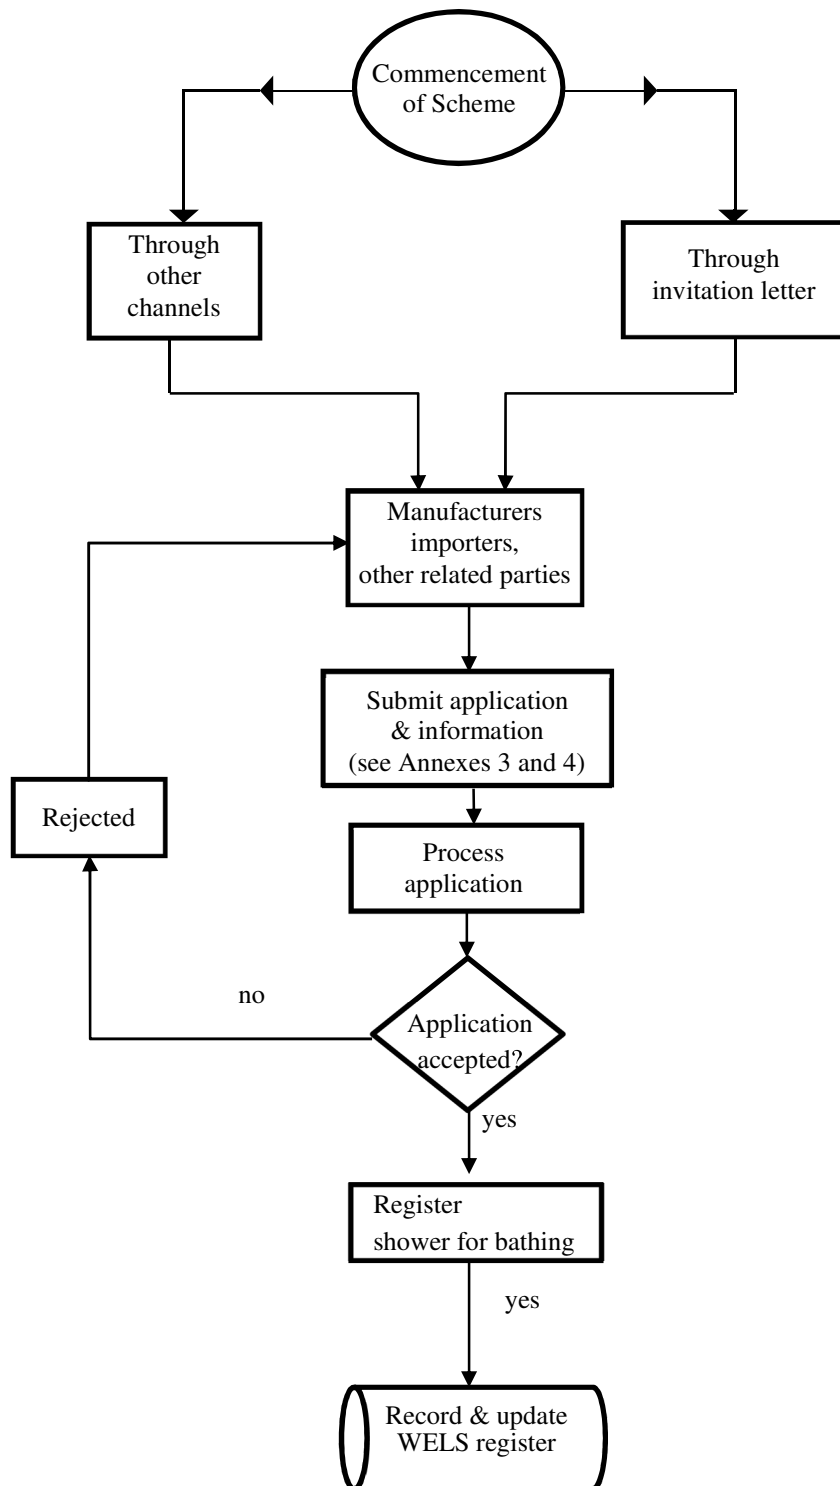 Commencement
of Scheme
Through
other
channels
Through
invitation letter
Manufacturers
importers,
other related parties
Submit application
& information
(see Annexes 3 and 4)
Rejected
Process
application
no
Application
accepted?
yes
Register
shower for bathing
yes
Record & update
WELS register